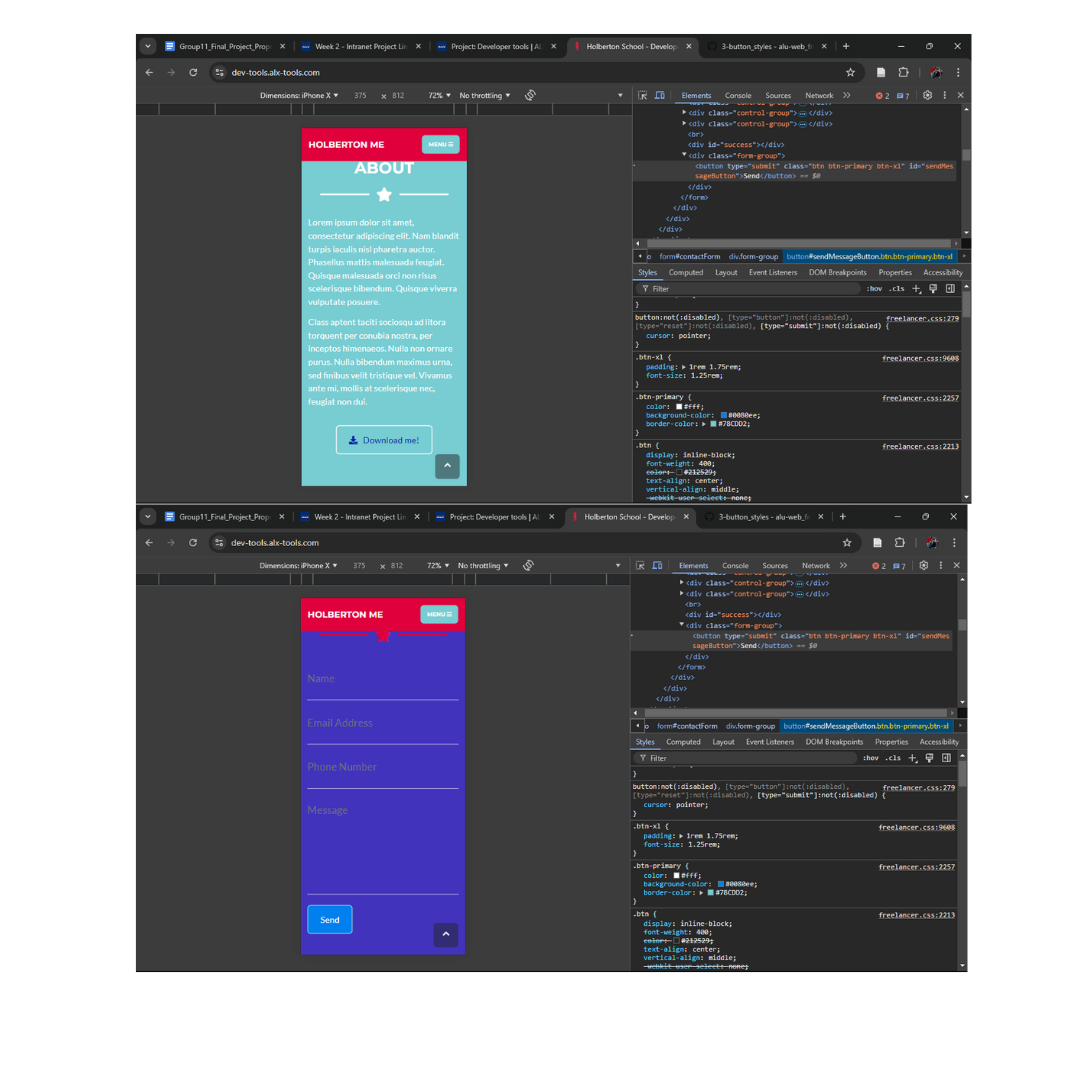 Group11_Final_Project_Prop
Week 2 - Intranet Project Lin
Project: Developer tools | AL
Holberton School - Develop
3-button_styles - alu-web_fr
dev-tools.alx-tools.com
Dimensions: iPhone X ▼ 375 × 812 72% ▼ No throttling ▼
HOLBERTON ME
MENU ☰
ABOUT
Lorem ipsum dolor sit amet,
consectetur adipiscing elit. Nam blandit
turpis iaculis nisl pharetra auctor.
Phasellus mattis malesuada feugiat.
Quisque malesuada orci non risus
scelerisque bibendum. Quisque viverra
vulputate posuere.
Class aptent taciti sociosqu ad litora
torquent per conubia nostra, per
inceptos himenaeos. Nulla non ornare
purus. Nulla bibendum maximus urna,
sed finibus velit tristique vel. Vivamus
ante mi, mollis at scelerisque nec,
feugiat non dui.
Download me!
Elements Console Sources Network >> 2 7
<div class="control-group">…</div>
<div class="control-group">…</div>
<br>
<div id="success"></div>
<div class="form-group">
<button type="submit" class="btn btn-primary btn-xl" id="sendMes
sageButton">Send</button> == $0
</div>
</form>
</div>
</div>
</div>
o form#contactForm div.form-group button#sendMessageButton.btn.btn-primary.btn-xl
Styles Computed Layout Event Listeners DOM Breakpoints Properties Accessibility
Filter :hov .cls +
}
button:not(:disabled), [type="button"]:not(:disabled), freelancer.css:279
[type="reset"]:not(:disabled), [type="submit"]:not(:disabled) {
cursor: pointer;
}
.btn-xl { freelancer.css:9608
padding: ▶ 1rem 1.75rem;
font-size: 1.25rem;
}
.btn-primary { freelancer.css:2257
color: #fff;
background-color: #0080ee;
border-color: ▶ #78CDD2;
}
.btn { freelancer.css:2213
display: inline-block;
font-weight: 400;
color: #212529;
text-align: center;
vertical-align: middle;
-webkit-user-select: none;
Group11_Final_Project_Prop
Week 2 - Intranet Project Lin
Project: Developer tools | AL
Holberton School - Develop
3-button_styles - alu-web_fr
dev-tools.alx-tools.com
Dimensions: iPhone X ▼ 375 × 812 72% ▼ No throttling ▼
HOLBERTON ME
MENU ☰
Name
Email Address
Phone Number
Message
Send
Elements Console Sources Network >> 2 7
<div class="control-group">…</div>
<div class="control-group">…</div>
<br>
<div id="success"></div>
<div class="form-group">
<button type="submit" class="btn btn-primary btn-xl" id="sendMes
sageButton">Send</button> == $0
</div>
</form>
</div>
</div>
</div>
o form#contactForm div.form-group button#sendMessageButton.btn.btn-primary.btn-xl
Styles Computed Layout Event Listeners DOM Breakpoints Properties Accessibility
Filter :hov .cls +
}
button:not(:disabled), [type="button"]:not(:disabled), freelancer.css:279
[type="reset"]:not(:disabled), [type="submit"]:not(:disabled) {
cursor: pointer;
}
.btn-xl { freelancer.css:9608
padding: ▶ 1rem 1.75rem;
font-size: 1.25rem;
}
.btn-primary { freelancer.css:2257
color: #fff;
background-color: #0080ee;
border-color: ▶ #78CDD2;
}
.btn { freelancer.css:2213
display: inline-block;
font-weight: 400;
color: #212529;
text-align: center;
vertical-align: middle;
-webkit-user-select: none;